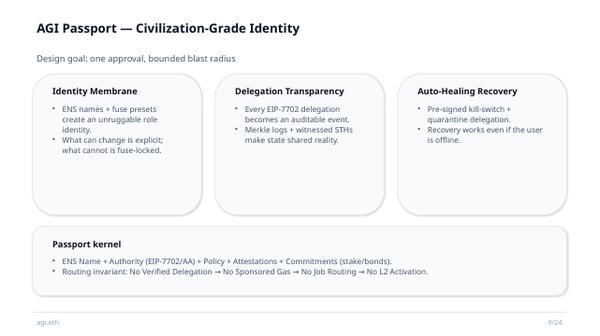 AGI Passport — Civilization-Grade Identity
Design goal: one approval, bounded blast radius
Identity Membrane
• ENS names + fuse presets
create an unruggable role
identity.
• What can change is explicit;
what cannot is fuse-locked.
Delegation Transparency
• Every EIP-7702 delegation
becomes an auditable event.
• Merkle logs + witnessed STHs
make state shared reality.
Auto-Healing Recovery
• Pre-signed kill-switch +
quarantine delegation.
• Recovery works even if the user
is offline.
Passport kernel
• ENS Name + Authority (EIP-7702/AA) + Policy + Attestations + Commitments (stake/bonds).
• Routing invariant: No Verified Delegation → No Sponsored Gas → No Job Routing → No L2 Activation.
agi.eth
9/24